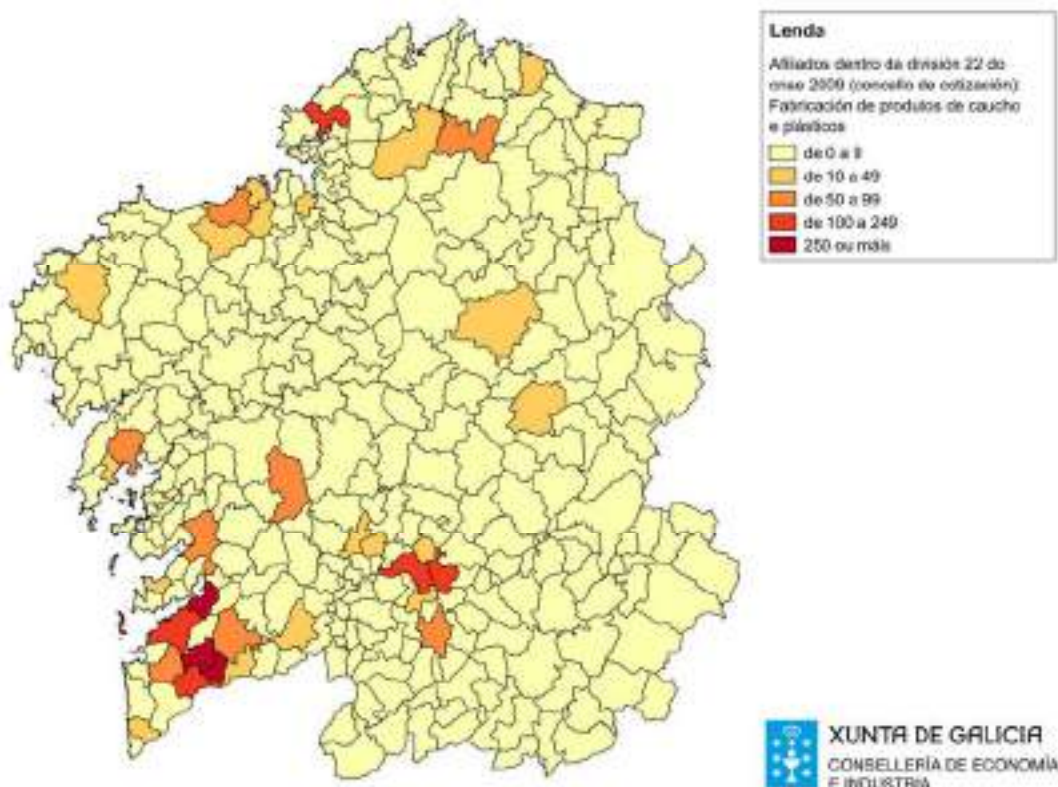 Lenda
Afiliados dentro da división 22 do
cnae 2009 (concello de cotización):
Fabricación de produtos de caucho
e plásticos
de 0 a 9
de 10 a 49
de 50 a 99
de 100 a 249
250 ou máis
XUNTA DE GALICIA
CONSELLERÍA DE ECONOMÍA
E INDUSTRIA